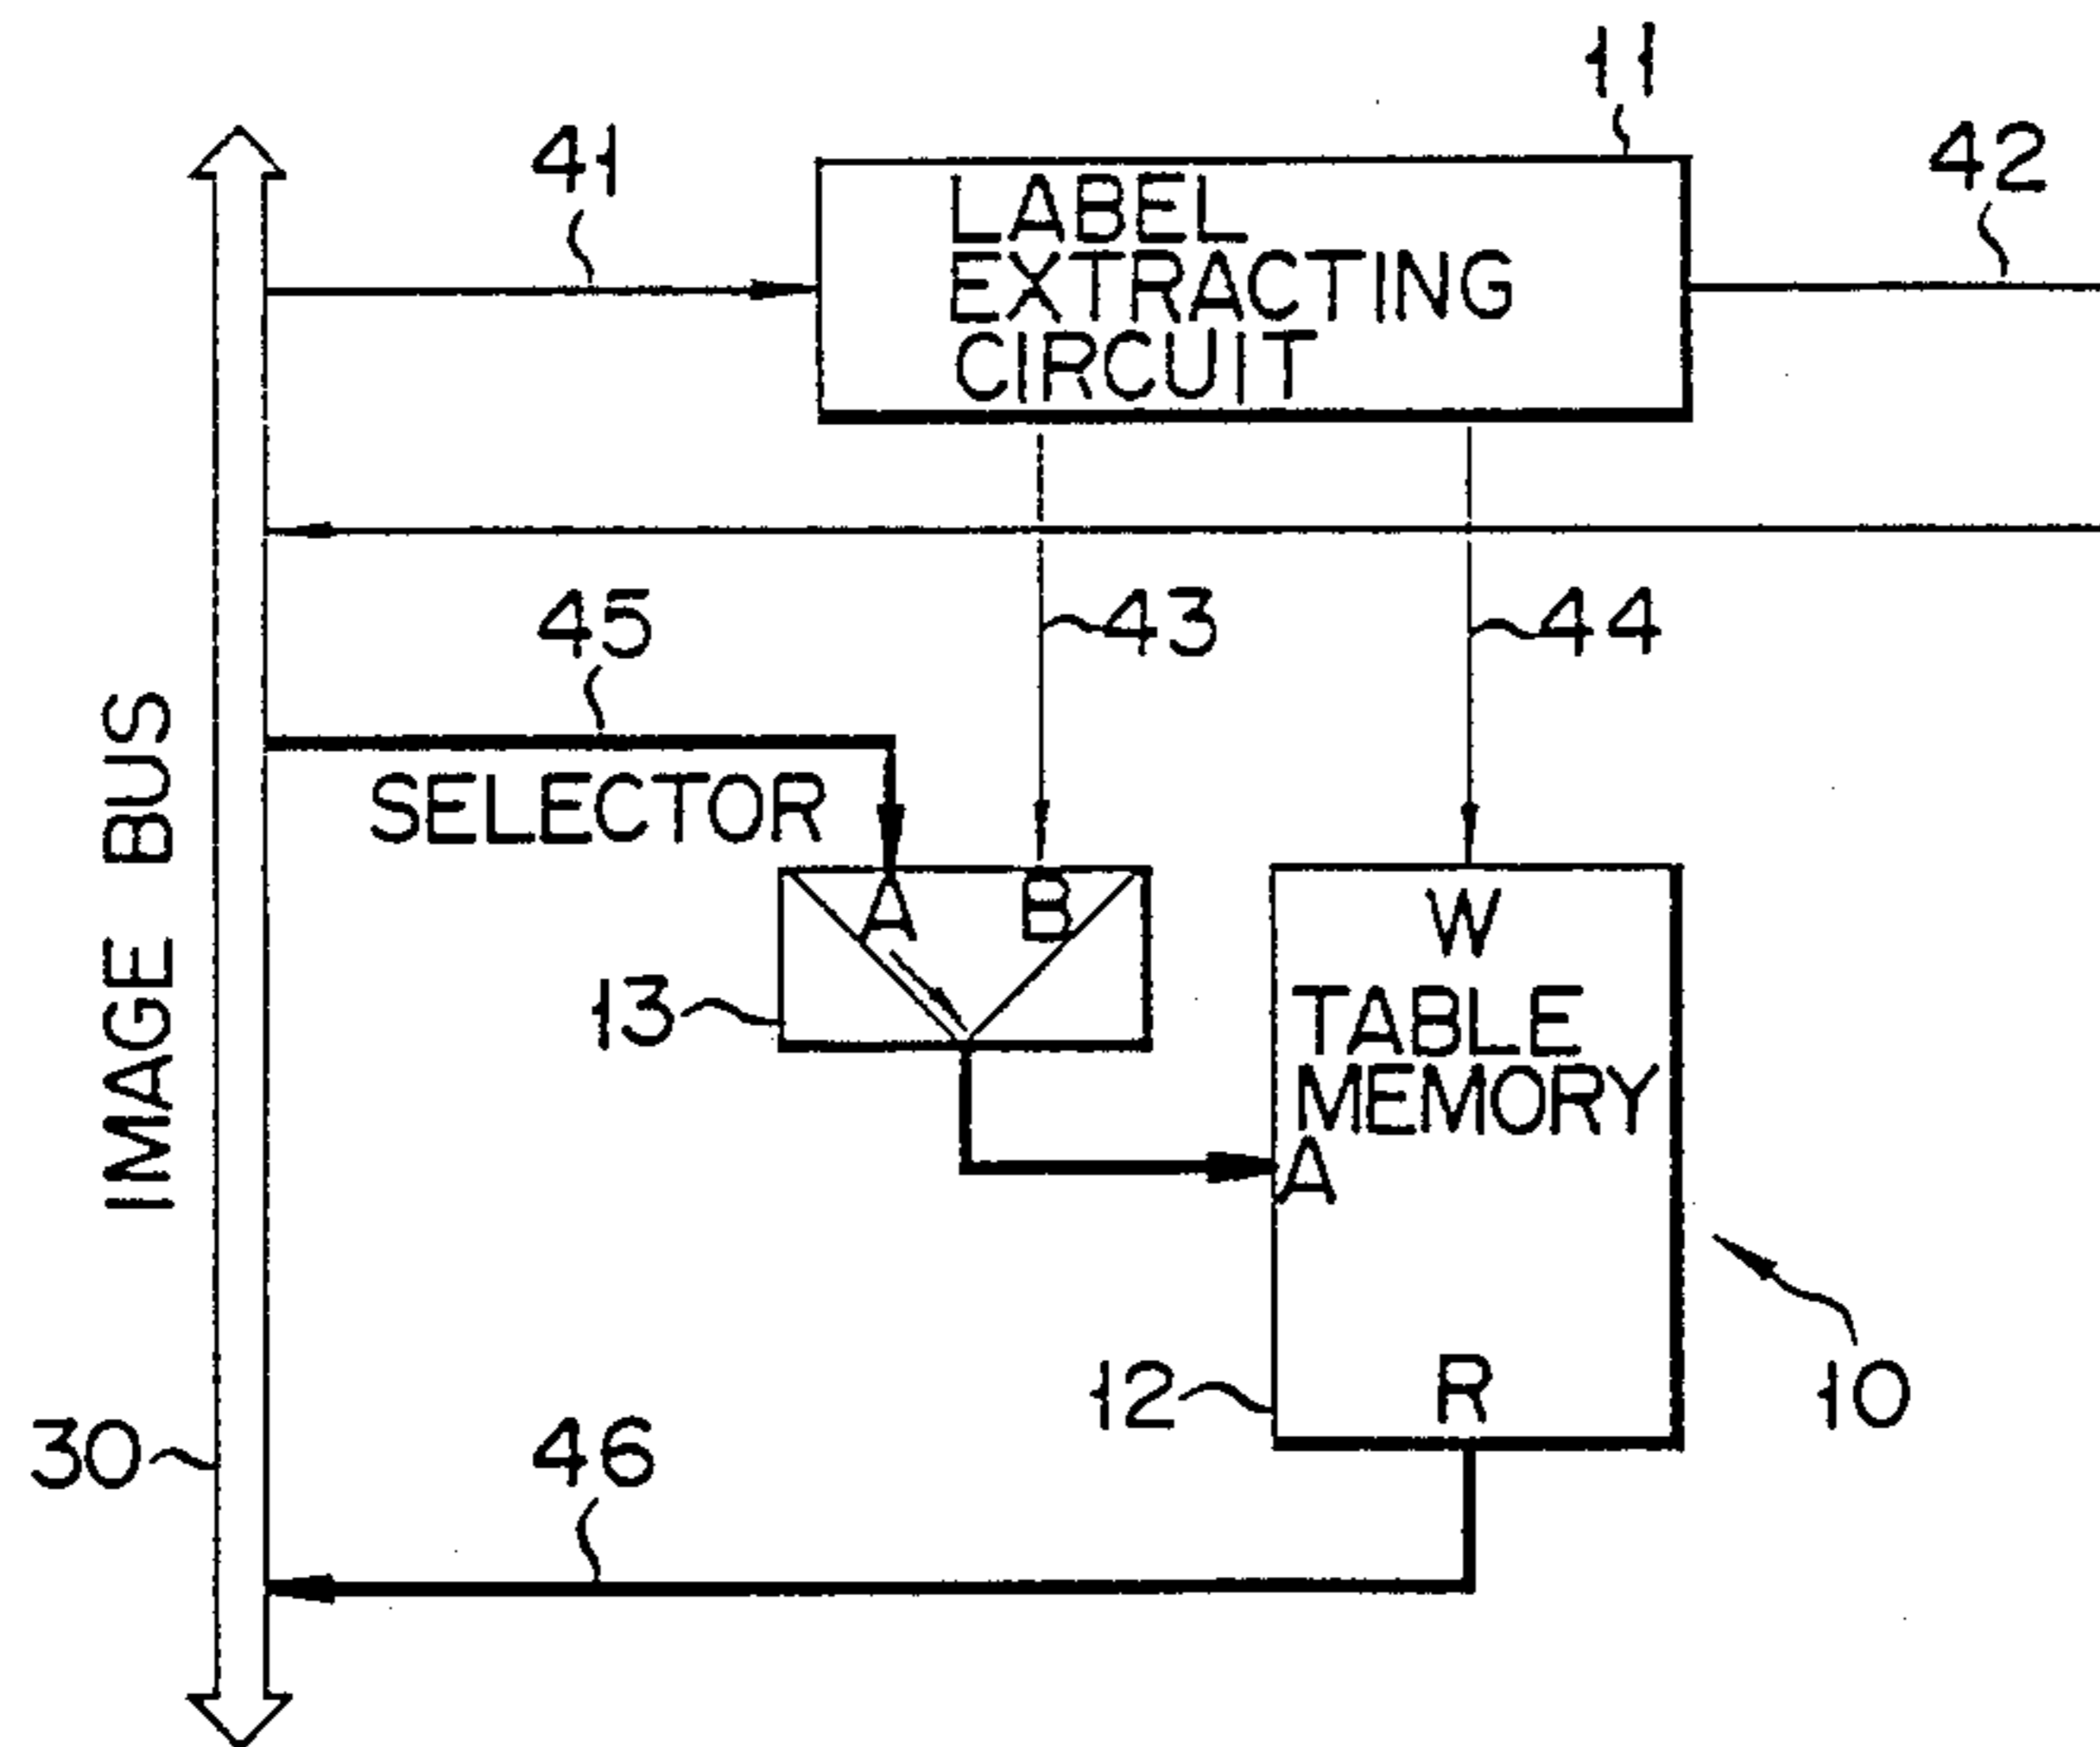 11
41
42
LABEL
EXTRACTING
CIRCUIT
45
43
44
SELECTOR
IMAGE BUS
A B
W
13
TABLE
MEMORY
A
12
R
10
30
46